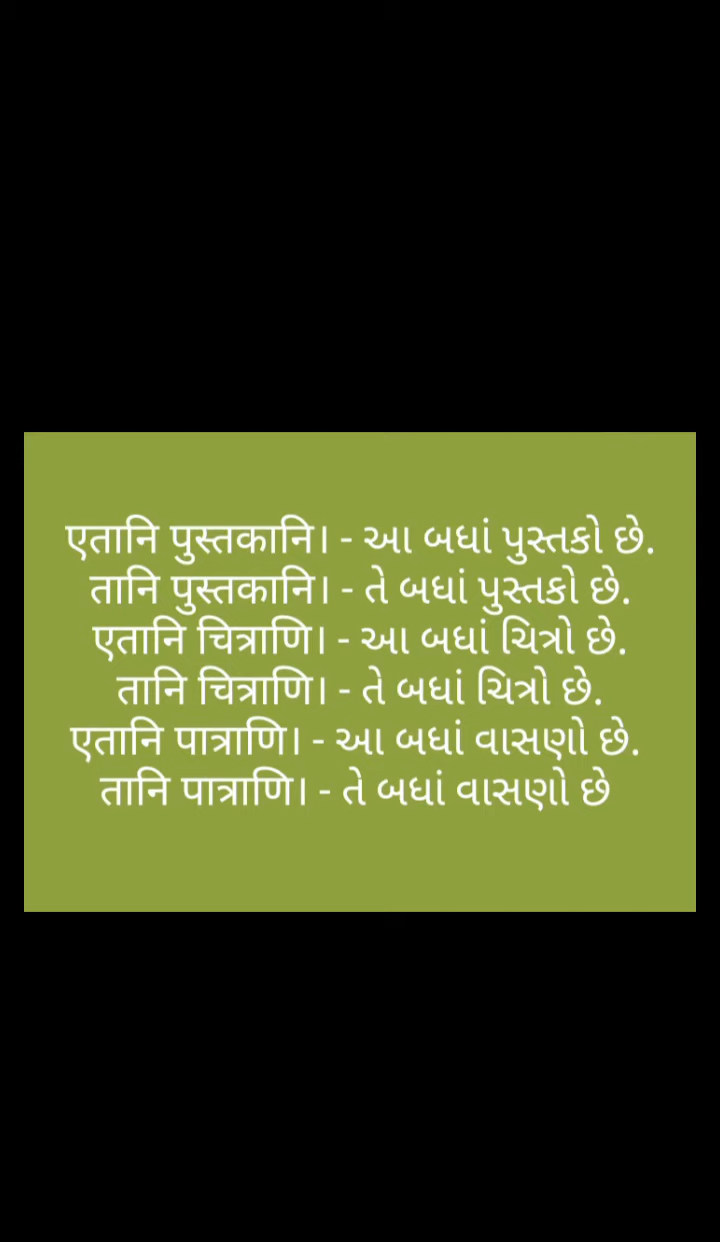 एतानि पुस्तकानि। - આ બધાં પુસ્તકો છે.
तानि पुस्तकानि। - તે બધાં પુસ્તકો છે.
एतानि चित्राणि। - આ બધાં ચિત્રો છે.
तानि चित्राणि। - તે બધાં ચિત્રો છે.
एतानि पात्राणि। - આ બધાં વાસણો છે.
तानि पात्राणि। - તે બધાં વાસણો છે